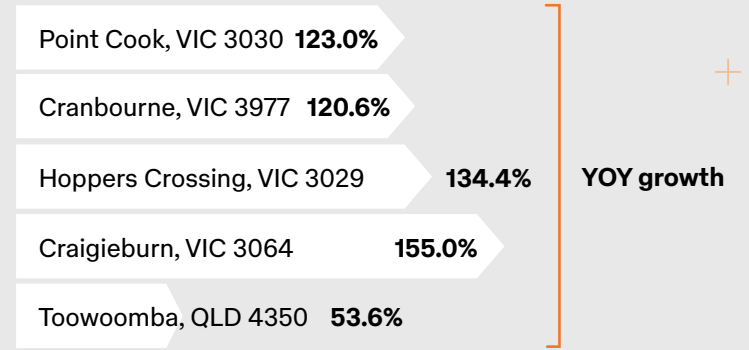 Point Cook, VIC 3030 123.0%
Cranbourne, VIC 3977 120.6%
Hoppers Crossing, VIC 3029 134.4%
YOY growth
Craigieburn, VIC 3064 155.0%
Toowoomba, QLD 4350 53.6%